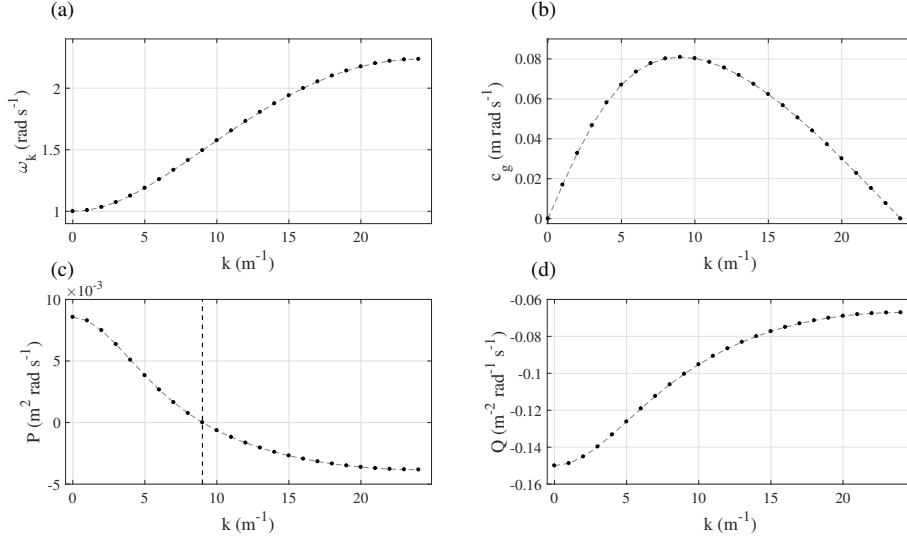 (a)
ω_k (rad s⁻¹)
2
1.5
1
0 5 10 15 20
k (m⁻¹)
(b)
c_g (m rad s⁻¹)
0.08
0.06
0.04
0.02
0
0 5 10 15 20
k (m⁻¹)
(c)
×10⁻³
P (m² rad s⁻¹)
10
5
0
-5
0 5 10 15 20
k (m⁻¹)
(d)
Q (m⁻² rad⁻¹ s⁻¹)
-0.06
-0.08
-0.1
-0.12
-0.14
-0.16
0 5 10 15 20
k (m⁻¹)